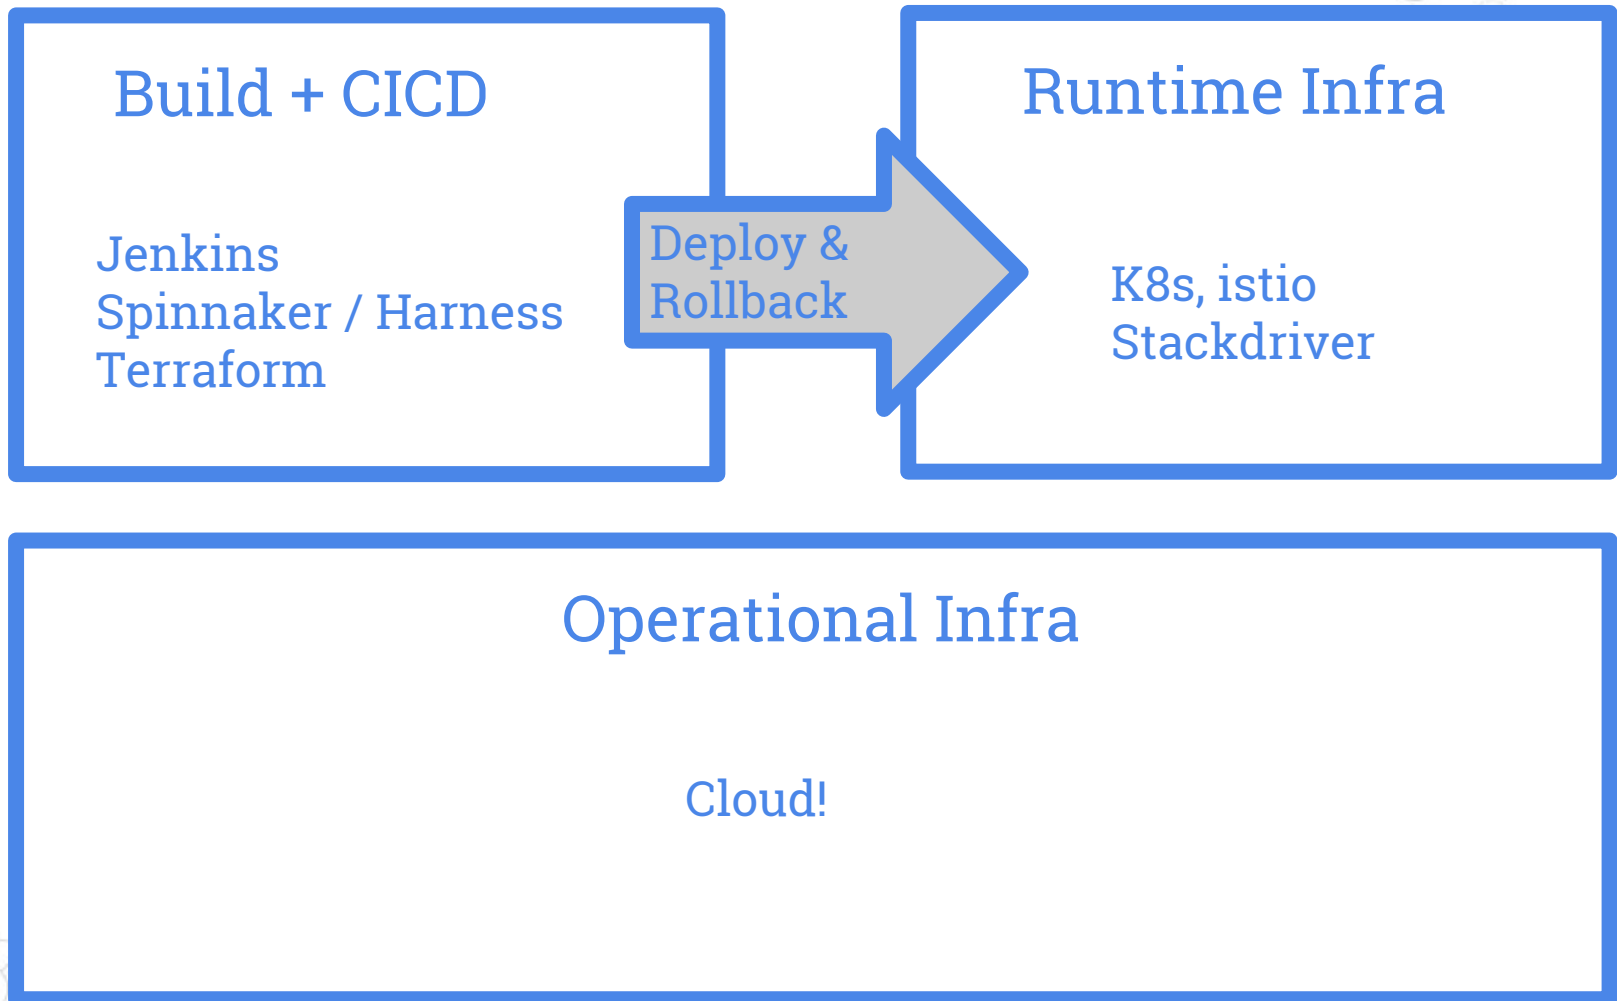 Build + CICD
Jenkins
Spinnaker / Harness
Terraform
Deploy &
Rollback
Runtime Infra
K8s, istio
Stackdriver
Operational Infra
Cloud!